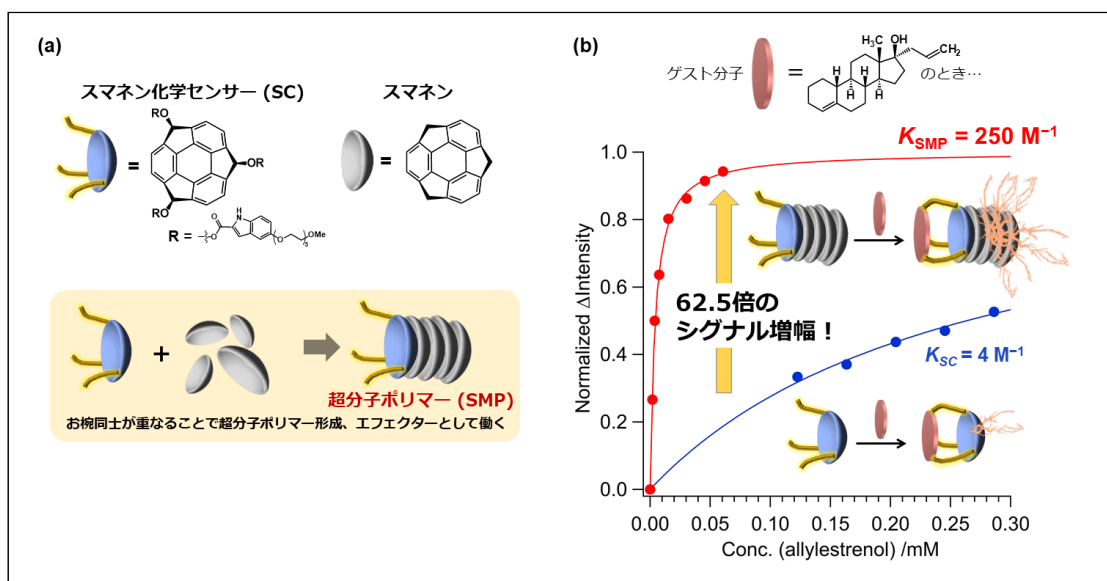 (a)
スマネン化学センサー (SC)
スマネン
=
RO
OR
RO
=
R =
O
O
H
N
O
3
OMe
+
超分子ポリマー (SMP)
お椀同士が重なることで超分子ポリマー形成、エフェクターとして働く
(b)
ゲスト分子
=
H₃C
OH
CH₂
H
H
H
H
のとき…
K_SMP = 250 M⁻¹
62.5倍の
シグナル増幅！
K_SC = 4 M⁻¹
Normalized ΔIntensity
1.0
0.8
0.6
0.4
0.2
0.0
0.00
0.05
0.10
0.15
0.20
0.25
0.30
Conc. (allylestrenol) /mM